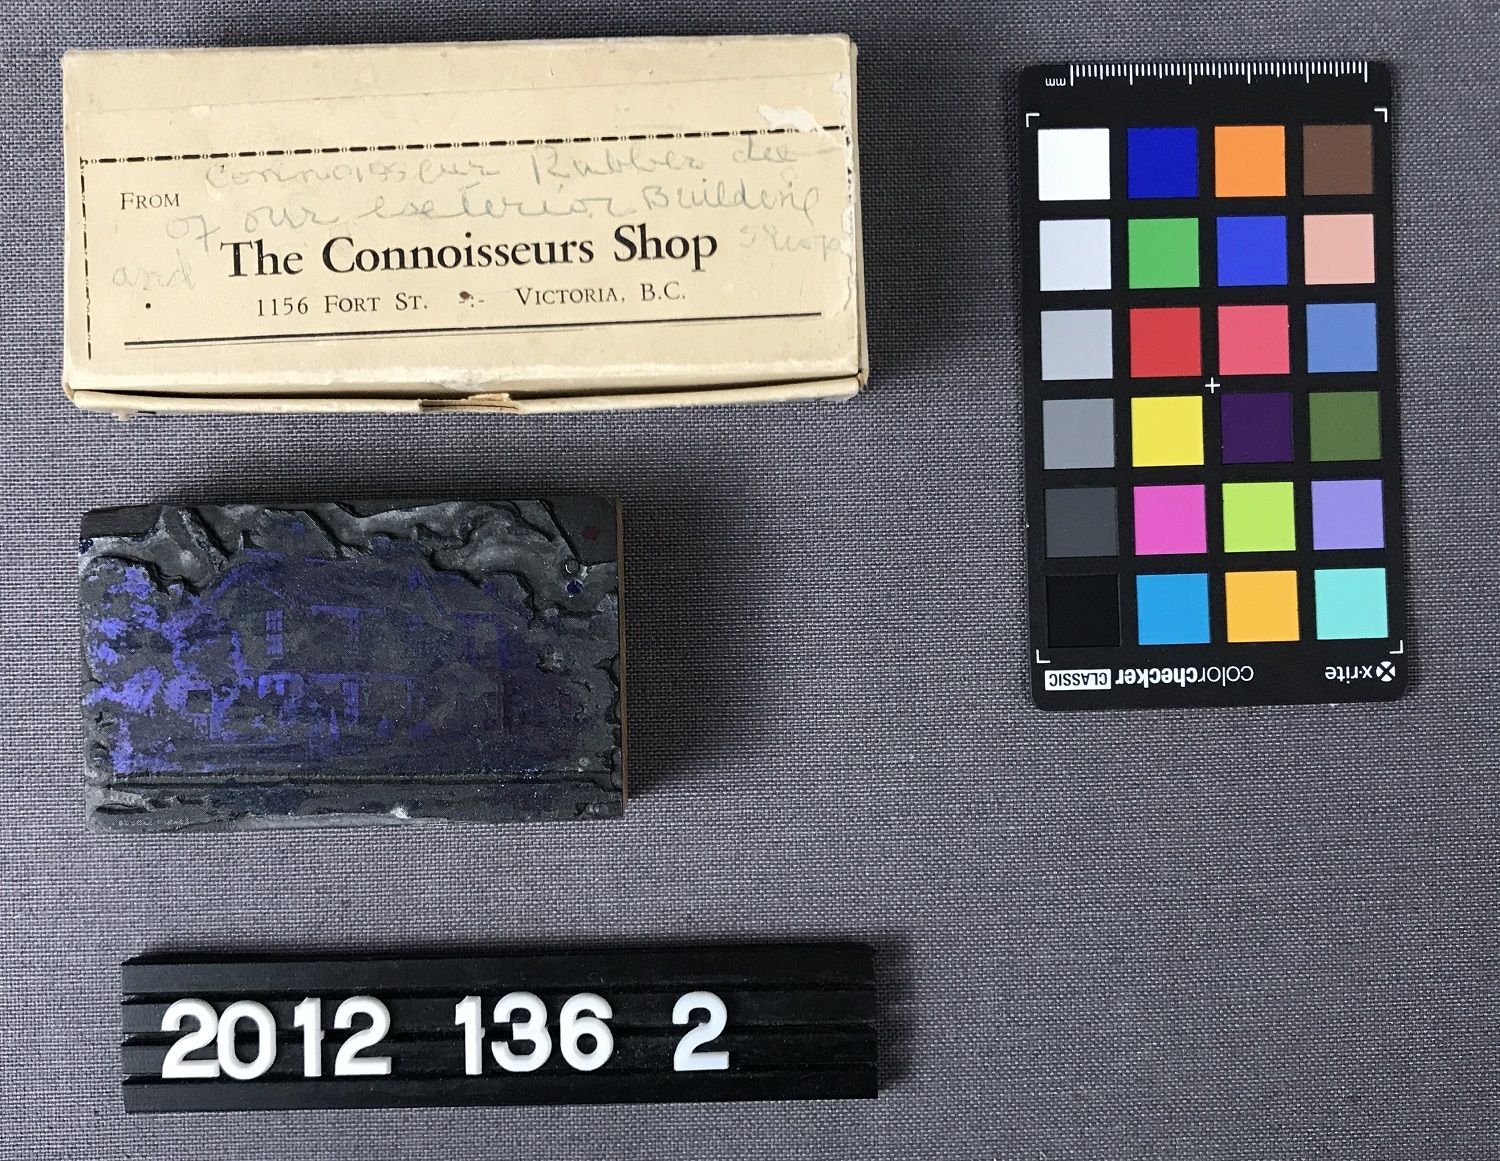 Connoisseur Rubber die
FROM
of our exterior Building
and
Shop
The Connoisseurs Shop
1156 FORT ST. -:- VICTORIA, B.C.
mm
colorchecker CLASSIC
x·rite
2012 136 2